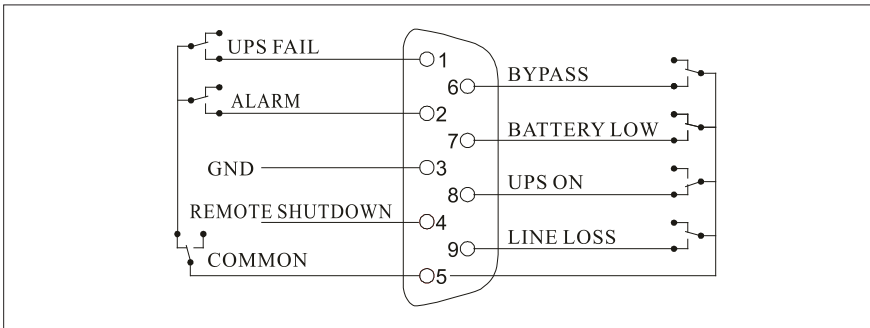 UPS FAIL
1
6
BYPASS
ALARM
2
7
BATTERY LOW
GND
3
8
UPS ON
REMOTE SHUTDOWN
4
9
LINE LOSS
COMMON
5